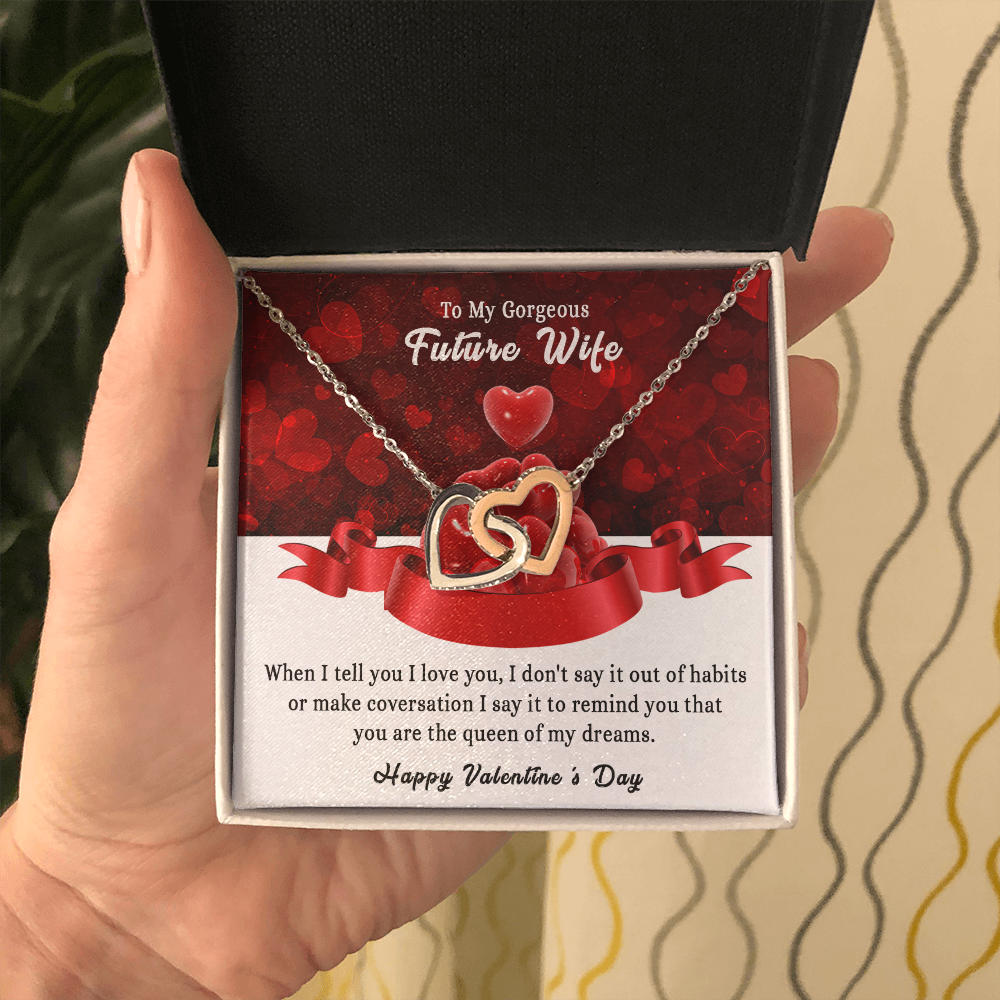 To My Gorgeous
Future Wife
When I tell you I love you, I don't say it out of habits
or make coversation I say it to remind you that
you are the queen of my dreams.
Happy Valentine's Day